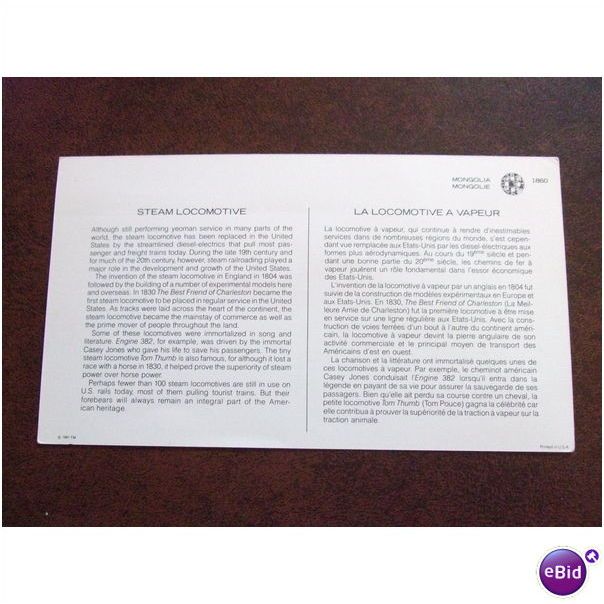 MONGOLIA
MONGOLIE
1860
STEAM LOCOMOTIVE
Although still performing yeoman service in many parts of the
world, the steam locomotive has been replaced in the United
States by the streamlined diesel-electrics that pull most pas-
senger and freight trains today. During the late 19th century and
for much of the 20th century, however, steam railroading played a
major role in the development and growth of the United States.
The invention of the steam locomotive in England in 1804 was
followed by the building of a number of experimental models here
and overseas. In 1830 The Best Friend of Charleston became the
first steam locomotive to be placed in regular service in the United
States. As tracks were laid across the face of the continent, the
steam locomotive became the mainstay of commerce as well as
the prime mover of people throughout the land.
Some of these locomotives were immortalized in song and
literature. Engine 382, for example, was driven by the immortal
Casey Jones who gave his life to save his passengers. The tiny
steam locomotive Tom Thumb is also famous, for although it lost a
race with a horse in 1830, it helped prove the superiority of steam
power over horse power.
Perhaps fewer than 100 steam locomotives are still in use on
U.S. rails today, most of them pulling tourist trains. But their
forebears will always remain an integral part of the Amer-
ican heritage.
LA LOCOMOTIVE A VAPEUR
La locomotive à vapeur, qui continue à rendre d'inestimables
services dans de nombreuses régions du monde, s'est cepen-
dant vue remplacée aux Etats-Unis par les diesel-électriques aux
formes plus aérodynamiques. Au cours du 19ème siècle et pen-
dant une bonne partie du 20ème siècle, les chemins de fer à
vapeur jouèrent un rôle fondamental dans l'essor économique
des Etats-Unis.
L'invention de la locomotive à vapeur par un anglais en 1804 fut
suivie de la construction de modèles expérimentaux en Europe et
aux Etats-Unis. En 1830, The Best Friend of Charleston (La Meil-
leure Amie de Charleston) fut la première locomotive à être mise
en service sur une ligne régulière aux Etats-Unis. Avec la cons-
truction de voies ferrées d'un bout à l'autre du continent améri-
cain, la locomotive à vapeur devint la pierre angulaire de son
activité commerciale et le principal moyen de transport des
Américains d'est en ouest.
La chanson et la littérature ont immortalisé quelques unes de
ces locomotives à vapeur. Par exemple, le cheminot américain
Casey Jones conduisait l'Engine 382 lorsqu'il entra dans la
légende en payant de sa vie pour assurer la sauvegarde de ses
passagers. Bien qu'elle ait perdu sa course contre un cheval, la
petite locomotive Tom Thumb (Tom Pouce) gagna la célébrité car
elle contribua à prouver la supériorité de la traction à vapeur sur la
traction animale.
Printed in U.S.A.
eBid